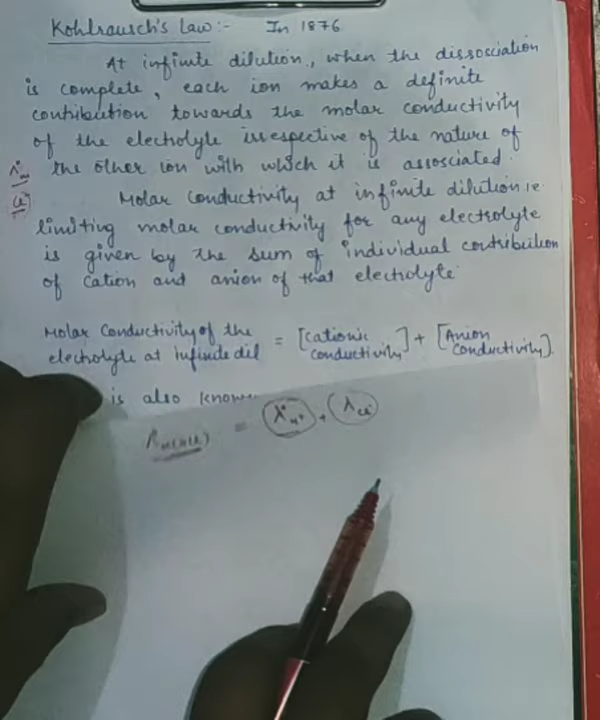 Kohlrausch's Law:- In 1876
At infinite dilution, when the dissosciation
is complete, each ion makes a definite
contribution towards the molar conductivity
of the electrolyte irrespective of the nature of
the other ion with which it is assosciated.
Molar conductivity at infinite dilution i.e
limiting molar conductivity for any electrolyte
is given by the sum of individual contribution
of cation and anion of that electrolyte
Molar Conductivity of the
electrolyte at infinite dil = [Cationic conductivity] + [Anion Conductivity].
is also know